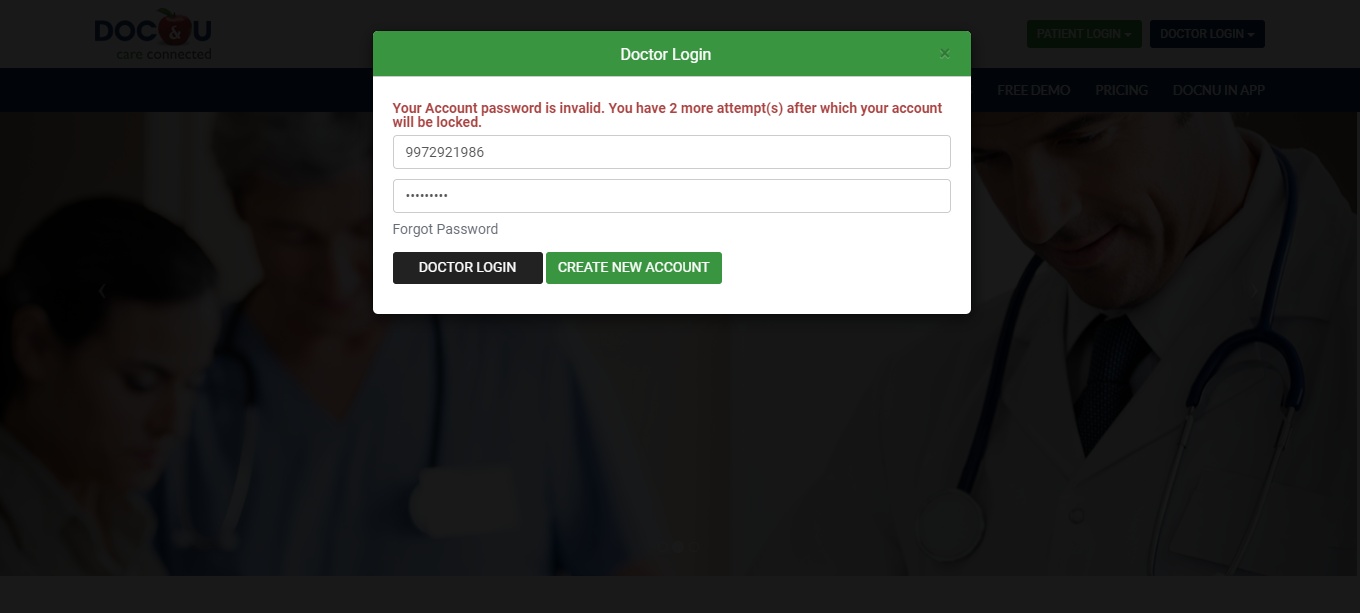 DOC&U
care connected
PATIENT LOGIN
DOCTOR LOGIN
FREE DEMO
PRICING
DOCNU IN APP
Doctor Login
×
Your Account password is invalid. You have 2 more attempt(s) after which your account
will be locked.
9972921986
•••••••••
Forgot Password
DOCTOR LOGIN
CREATE NEW ACCOUNT